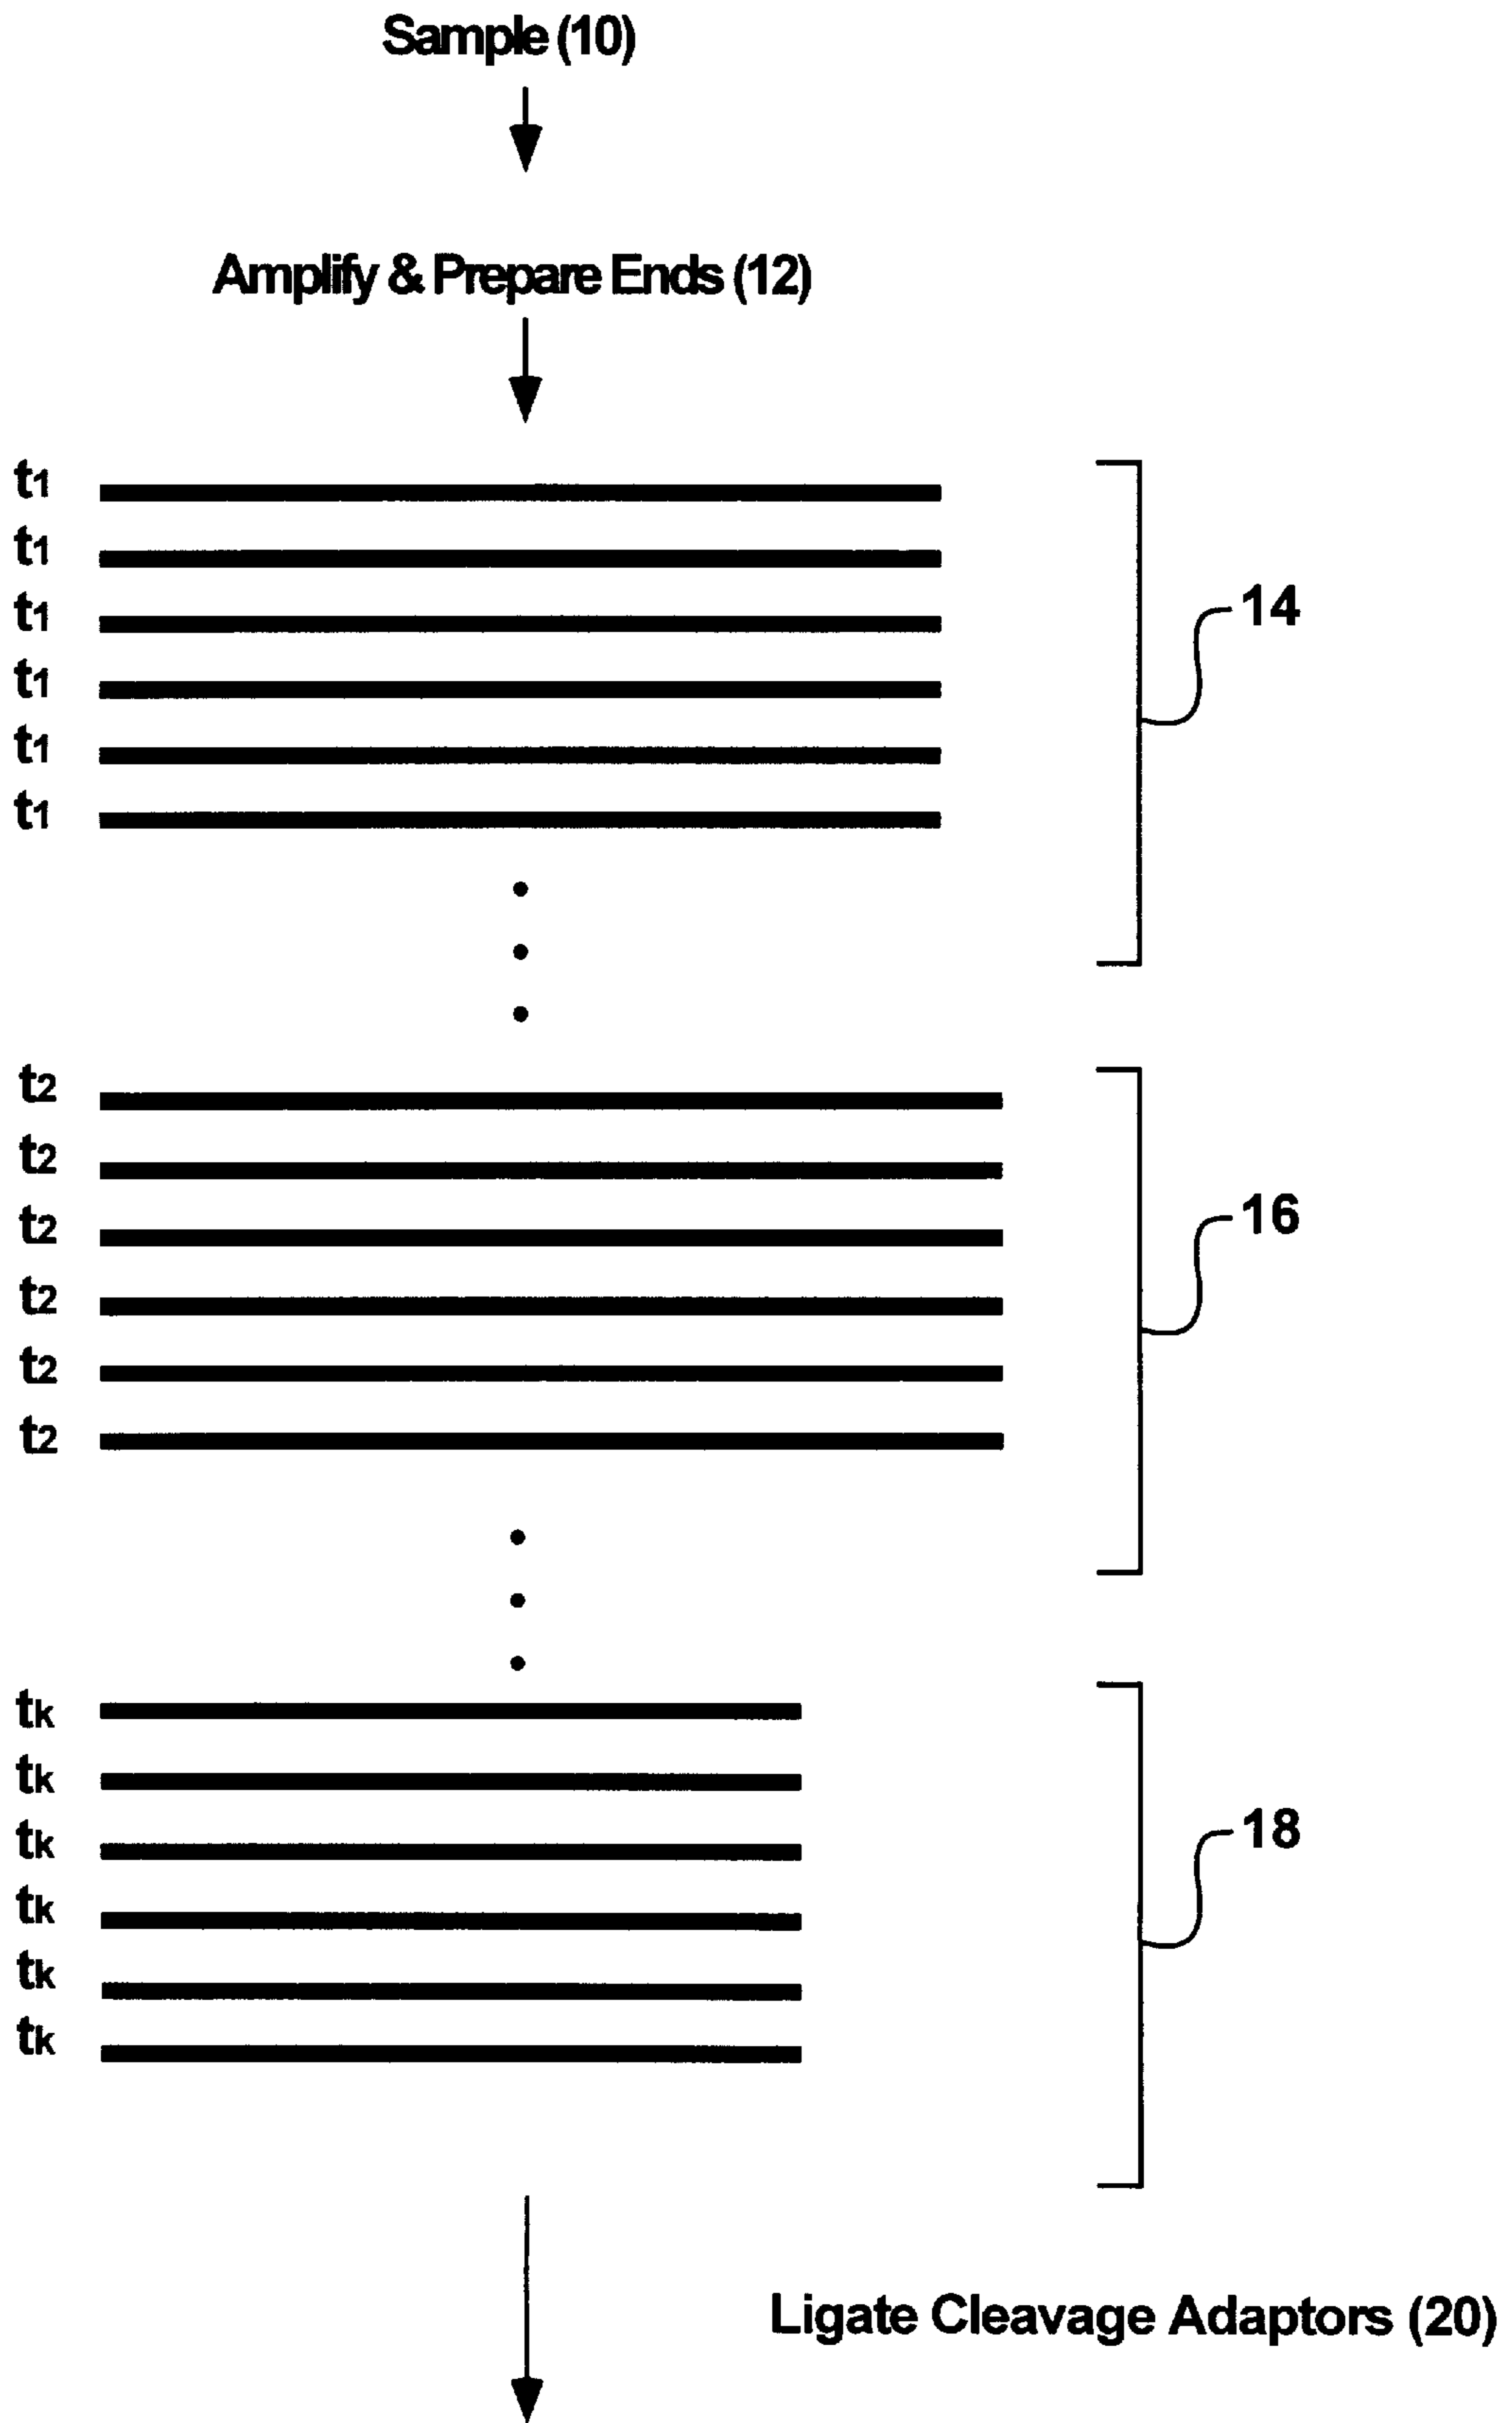 Sample (10)
Amplify & Prepare Ends (12)
t1
t1
t1
14
t1
t1
t1
t2
t2
t2
16
t2
t2
t2
tk
tk
tk
18
tk
tk
tk
Ligate Cleavage Adaptors (20)